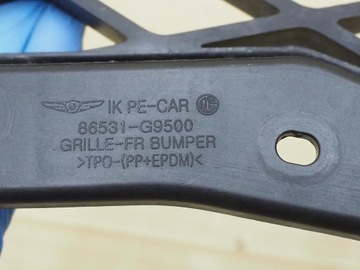 IK PE-CAR
86531-G9500
GRILLE-FR BUMPER
>TPO-(PP+EPDM)<